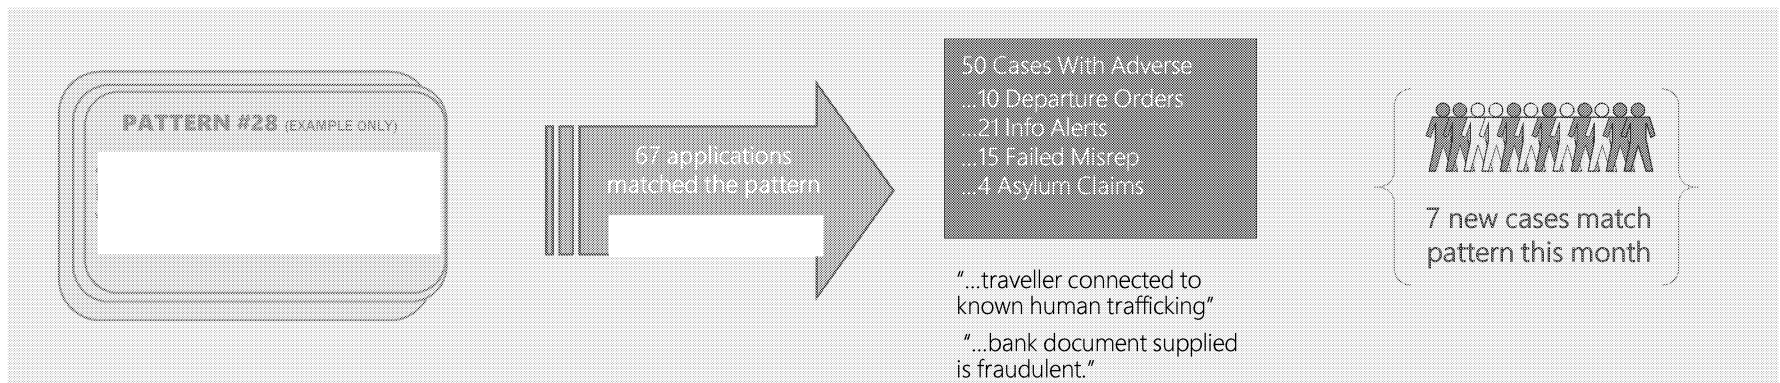 PATTERN #28 (EXAMPLE ONLY)
67 applications
matched the pattern
50 Cases With Adverse
...10 Departure Orders
...21 Info Alerts
...15 Failed Misrep
...4 Asylum Claims
"...traveller connected to
known human trafficking"
"...bank document supplied
is fraudulent."
7 new cases match
pattern this month